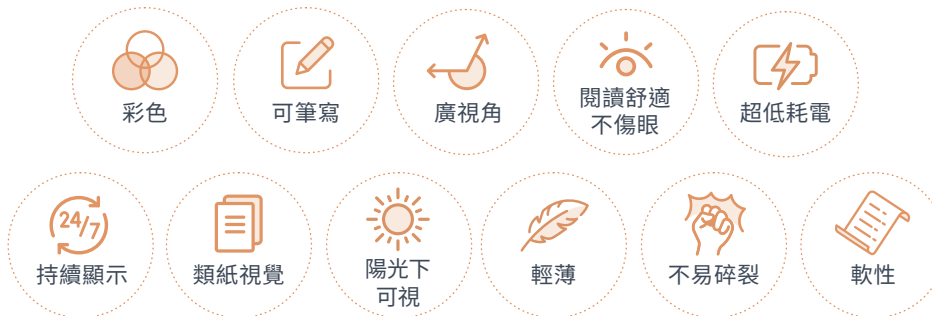 彩色
可筆寫
廣視角
閱讀舒適
不傷眼
超低耗電
24/7
持續顯示
類紙視覺
陽光下
可視
輕薄
不易碎裂
軟性